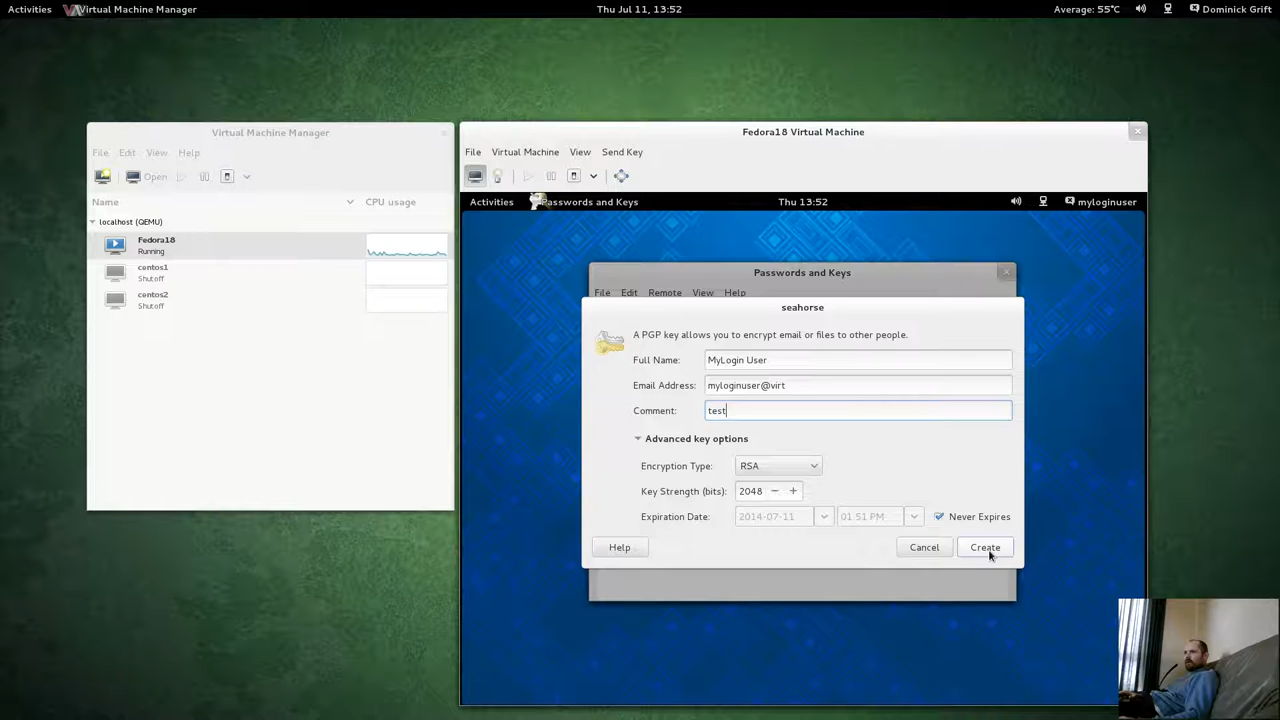 Activities Virtual Machine Manager Thu Jul 11, 13:52 Average: 55°C Dominick Grift
Virtual Machine Manager
File Edit View Help
Open
Name CPU usage
localhost (QEMU)
Fedora18
Running
centos1
Shutoff
centos2
Shutoff
Fedora18 Virtual Machine
File Virtual Machine View Send Key
Activities Passwords and Keys Thu 13:52 myloginuser
Passwords and Keys
File Edit Remote View Help
seahorse
A PGP key allows you to encrypt email or files to other people.
Full Name: MyLogin User
Email Address: myloginuser@virt
Comment: test
Advanced key options
Encryption Type: RSA
Key Strength (bits): 2048 − +
Expiration Date: 2014-07-11 01:51 PM Never Expires
Help Cancel Create